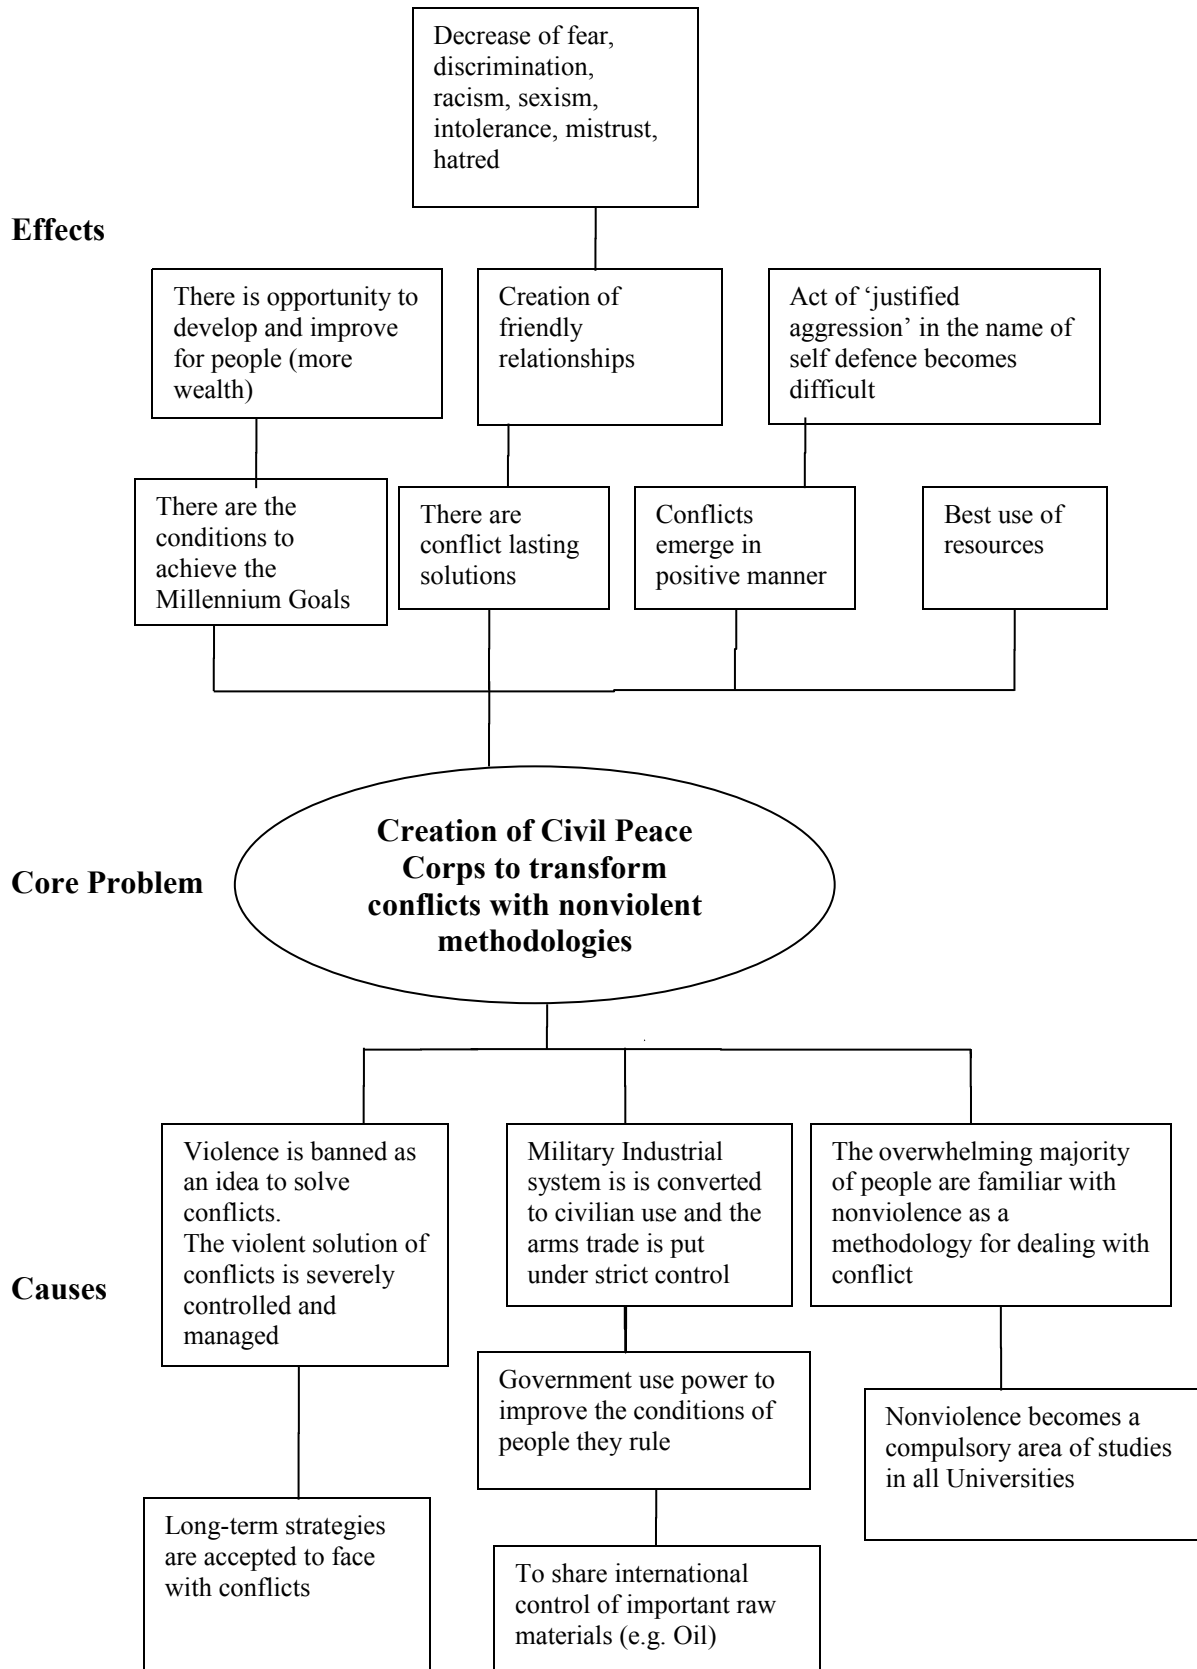 Decrease of fear,
discrimination,
racism, sexism,
intolerance, mistrust,
hatred
Effects
There is opportunity to
develop and improve
for people (more
wealth)
Creation of
friendly
relationships
Act of ‘justified
aggression’ in the name of
self defence becomes
difficult
There are the
conditions to
achieve the
Millennium Goals
There are
conflict lasting
solutions
Conflicts
emerge in
positive manner
Best use of
resources
Core Problem
Creation of Civil Peace
Corps to transform
conflicts with nonviolent
methodologies
Causes
Violence is banned as
an idea to solve
conflicts.
The violent solution of
conflicts is severely
controlled and
managed
Military Industrial
system is is converted
to civilian use and the
arms trade is put
under strict control
The overwhelming majority
of people are familiar with
nonviolence as a
methodology for dealing with
conflict
Government use power to
improve the conditions of
people they rule
Nonviolence becomes a
compulsory area of studies
in all Universities
Long-term strategies
are accepted to face
with conflicts
To share international
control of important raw
materials (e.g. Oil)